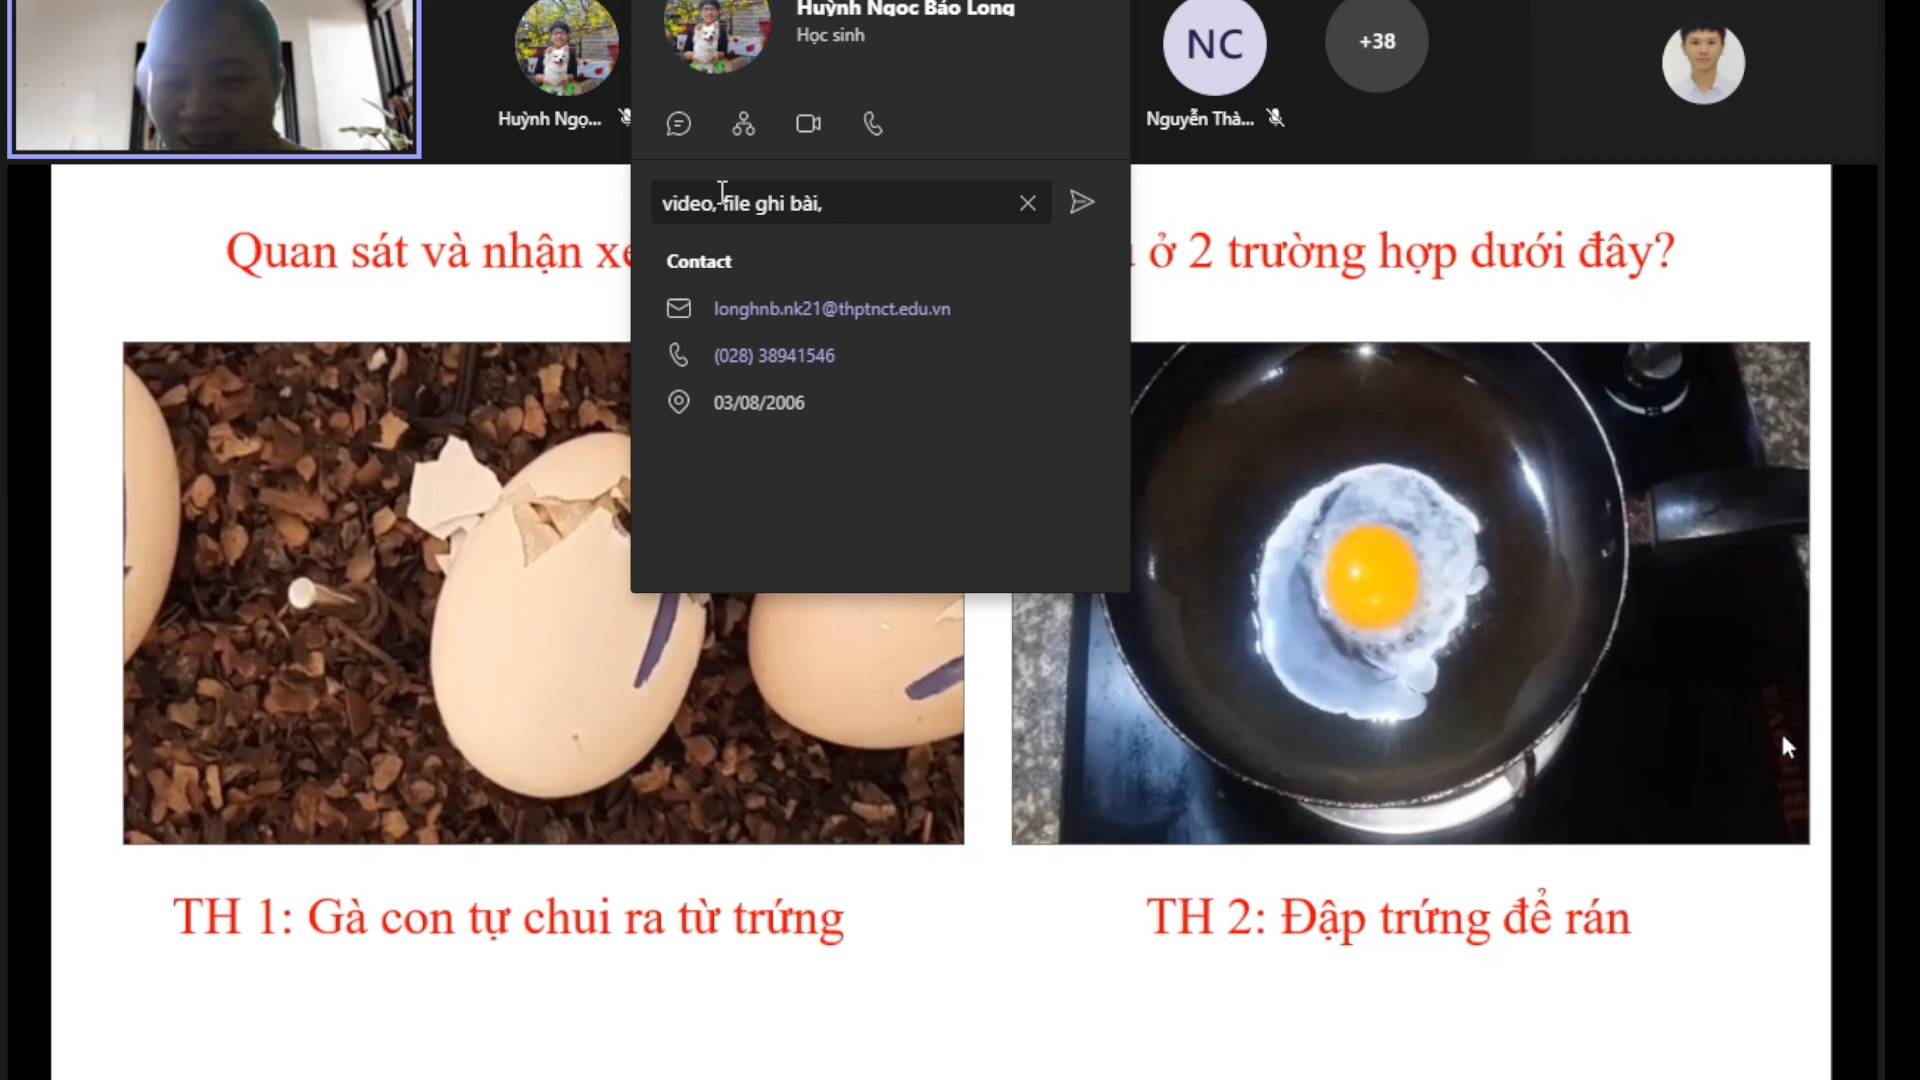 Huỳnh Ngọc Bảo Long
Học sinh
NC
+38
Huỳnh Ngọ...
Nguyễn Thà...
video, file ghi bài,
Quan sát và nhận xé
ở 2 trường hợp dưới đây?
Contact
longhnb.nk21@thptnct.edu.vn
(028) 38941546
03/08/2006
TH 1: Gà con tự chui ra từ trứng
TH 2: Đập trứng để rán